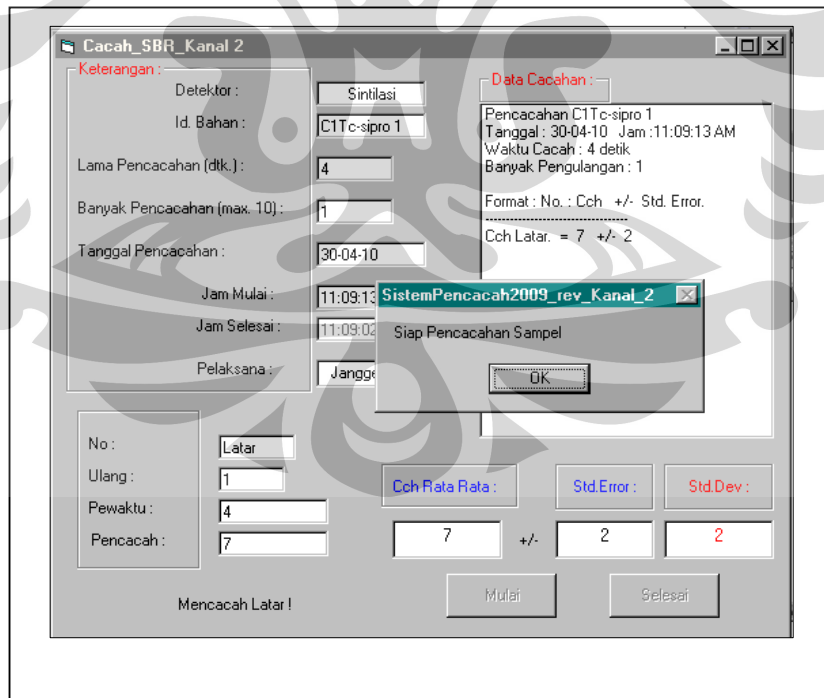 Cacah_SBR_Kanal 2
Keterangan :
Detektor : Sintilasi
Id. Bahan : C1Tc-sipro 1
Lama Pencacahan (dtk.) : 4
Banyak Pencacahan (max. 10) : 1
Tanggal Pencacahan : 30-04-10
Jam Mulai : 11:09:13
Jam Selesai : 11:09:02
Pelaksana :
Data Cacahan :
Pencacahan C1Tc-sipro 1
Tanggal : 30-04-10 Jam :11:09:13 AM
Waktu Cacah : 4 detik
Banyak Pengulangan : 1
Format : No. : Cch +/- Std. Error.
--------------------------------
Cch Latar. = 7 +/- 2
SistemPencacah2009_rev_Kanal_2
Siap Pencacahan Sampel
OK
No : Latar
Ulang : 1
Pewaktu : 4
Pencacah : 7
Mencacah Latar !
Cch Rata Rata : Std.Error : Std.Dev :
7 +/- 2 2
Mulai Selesai